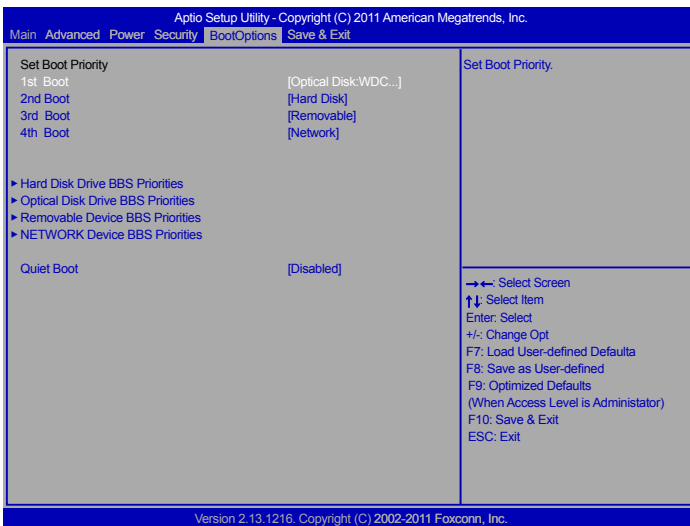 Aptio Setup Utility - Copyright (C) 2011 American Megatrends, Inc.
Main Advanced Power Security BootOptions Save & Exit
Set Boot Priority
1st Boot [Optical Disk:WDC...]
2nd Boot [Hard Disk]
3rd Boot [Removable]
4th Boot [Network]
► Hard Disk Drive BBS Priorities
► Optical Disk Drive BBS Priorities
► Removable Device BBS Priorities
► NETWORK Device BBS Priorities
Quiet Boot [Disabled]
Set Boot Priority.
→←: Select Screen
↑↓: Select Item
Enter: Select
+/-: Change Opt
F7: Load User-defined Defaulta
F8: Save as User-defined
F9: Optimized Defaults
(When Access Level is Administator)
F10: Save & Exit
ESC: Exit
Version 2.13.1216. Copyright (C) 2002-2011 Foxconn, Inc.